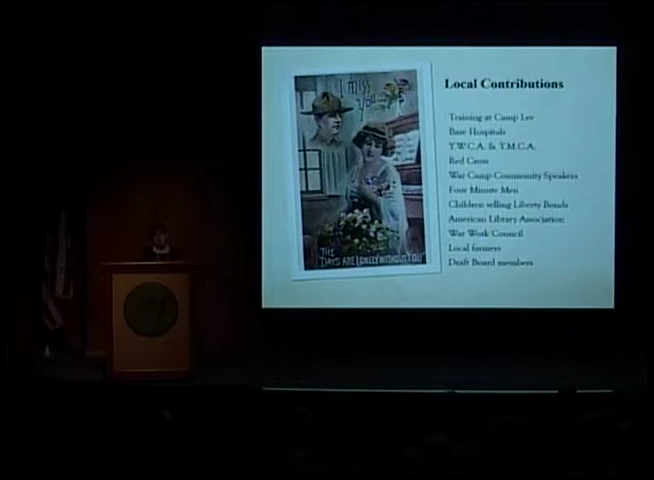 I MISS
YOU
THE
DAYS ARE LONELY WITHOUT YOU
Local Contributions
Training at Camp Lee
Base Hospitals
Y.W.C.A. & Y.M.C.A.
Red Cross
War Camp Community Speakers
Four Minute Men
Children selling Liberty Bonds
American Library Association
War Work Council
Local farmers
Draft Board members